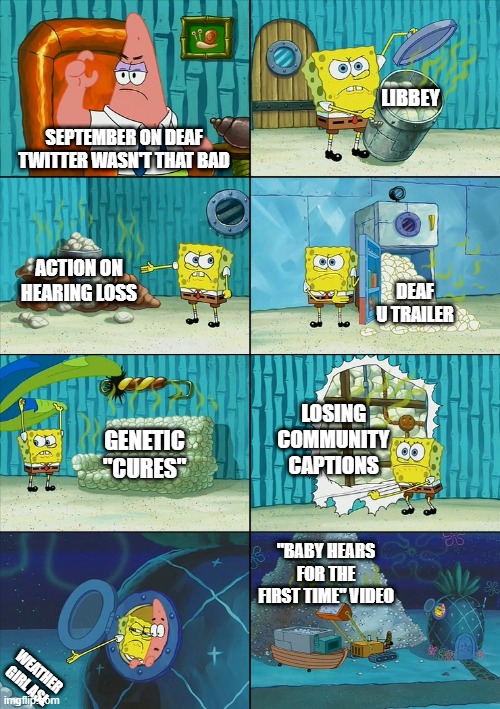 SEPTEMBER ON DEAF
TWITTER WASN'T THAT BAD
LIBBEY
ACTION ON
HEARING LOSS
DEAF
U TRAILER
GENETIC
"CURES"
LOSING
COMMUNITY
CAPTIONS
WEATHER
GIRL ASL
"BABY HEARS
FOR THE
FIRST TIME" VIDEO
imgflip.com